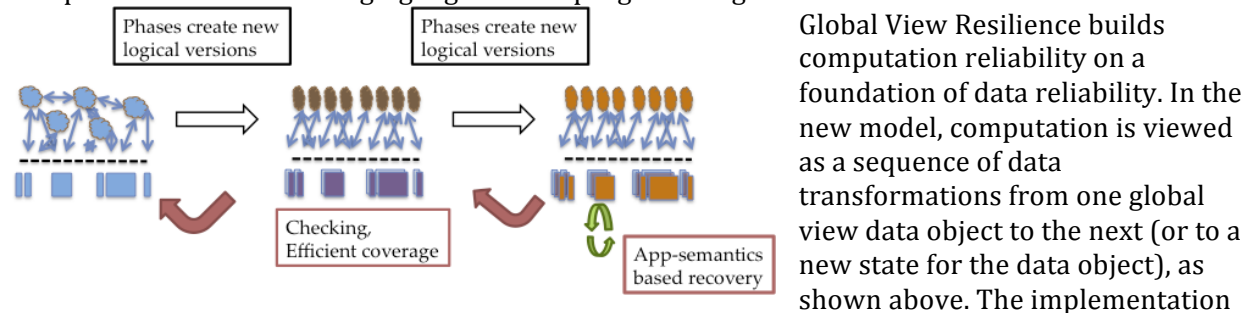 Phases create new
logical versions
Phases create new
logical versions
Checking,
Efficient coverage
App-semantics
based recovery
Global View Resilience builds
computation reliability on a
foundation of data reliability. In the
new model, computation is viewed
as a sequence of data
transformations from one global
view data object to the next (or to a
new state for the data object), as
shown above. The implementation